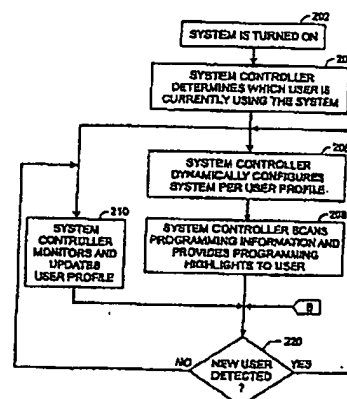 202
SYSTEM IS TURNED ON
SYSTEM CONTROLLER
DETERMINES WHICH USER IS
CURRENTLY USING THE SYSTEM
SYSTEM CONTROLLER
DYNAMICALLY CONFIGURES
SYSTEM PER USER PROFILE.
210
208
SYSTEM
CONTROLLER
MONITORS AND
UPDATES
USER PROFILE
SYSTEM CONTROLLER SCANS
PROGRAMMING INFORMATION AND
PROVIDES PROGRAMMING
HIGHLIGHTS TO USER
B
220
NO
NEW USER
DETECTED
?
YES